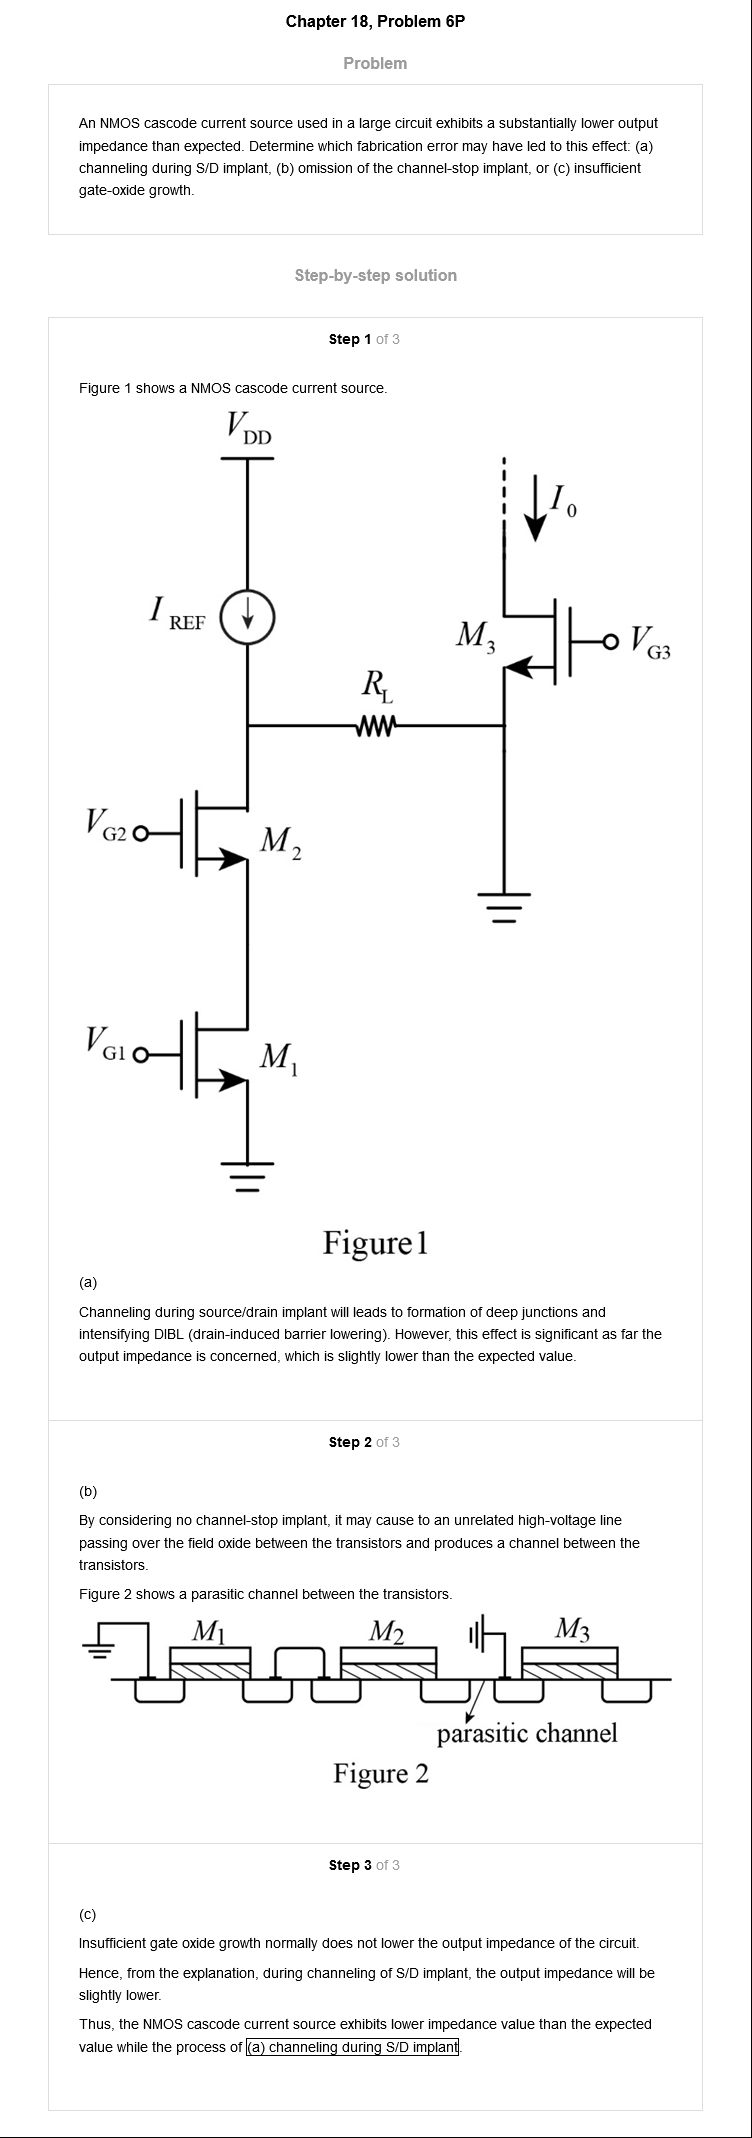 Chapter 18, Problem 6P
Problem
An NMOS cascode current source used in a large circuit exhibits a substantially lower output
impedance than expected. Determine which fabrication error may have led to this effect: (a)
channeling during S/D implant, (b) omission of the channel-stop implant, or (c) insufficient
gate-oxide growth.
Step-by-step solution
Step 1 of 3
Figure 1 shows a NMOS cascode current source.
V_DD
I_0
I_REF
M_3
V_G3
R_L
V_G2
M_2
V_G1
M_1
Figure 1
(a)
Channeling during source/drain implant will leads to formation of deep junctions and
intensifying DIBL (drain-induced barrier lowering). However, this effect is significant as far the
output impedance is concerned, which is slightly lower than the expected value.
Step 2 of 3
(b)
By considering no channel-stop implant, it may cause to an unrelated high-voltage line
passing over the field oxide between the transistors and produces a channel between the
transistors.
Figure 2 shows a parasitic channel between the transistors.
M_1 M_2 M_3
parasitic channel
Figure 2
Step 3 of 3
(c)
Insufficient gate oxide growth normally does not lower the output impedance of the circuit.
Hence, from the explanation, during channeling of S/D implant, the output impedance will be
slightly lower.
Thus, the NMOS cascode current source exhibits lower impedance value than the expected
value while the process of (a) channeling during S/D implant.